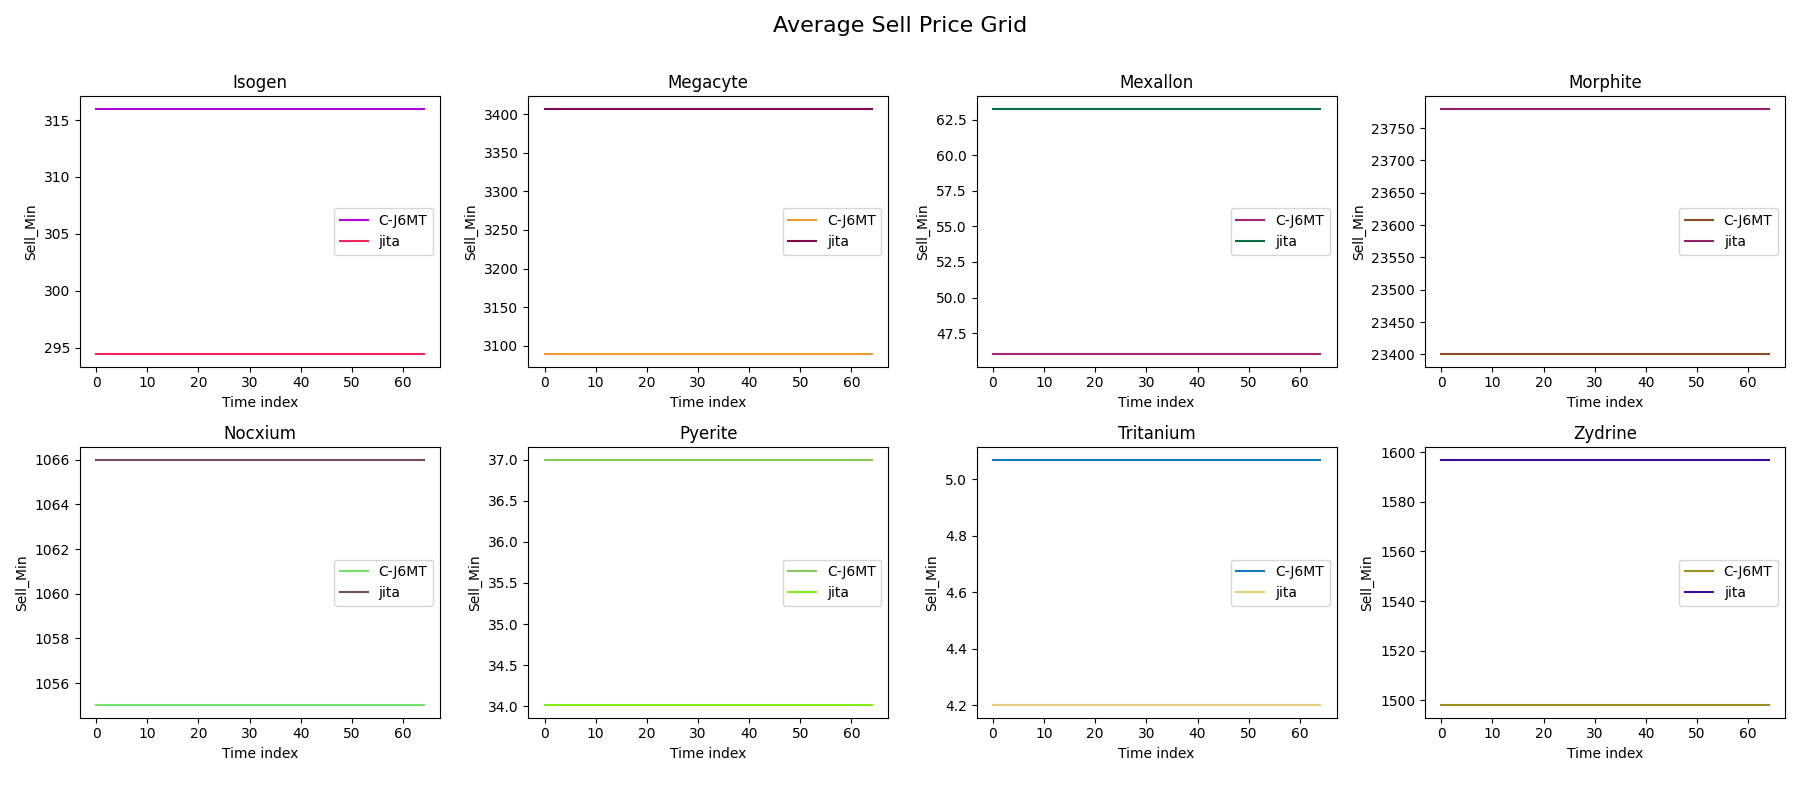 Average Sell Price Grid
Isogen
Sell_Min
315
310
305
300
295
C-J6MT
jita
0 10 20 30 40 50 60
Time index
Megacyte
Sell_Min
3400
3350
3300
3250
3200
3150
3100
C-J6MT
jita
0 10 20 30 40 50 60
Time index
Mexallon
Sell_Min
62.5
60.0
57.5
55.0
52.5
50.0
47.5
C-J6MT
jita
0 10 20 30 40 50 60
Time index
Morphite
Sell_Min
23750
23700
23650
23600
23550
23500
23450
23400
C-J6MT
jita
0 10 20 30 40 50 60
Time index
Nocxium
Sell_Min
1066
1064
1062
1060
1058
1056
C-J6MT
jita
0 10 20 30 40 50 60
Time index
Pyerite
Sell_Min
37.0
36.5
36.0
35.5
35.0
34.5
34.0
C-J6MT
jita
0 10 20 30 40 50 60
Time index
Tritanium
Sell_Min
5.0
4.8
4.6
4.4
4.2
C-J6MT
jita
0 10 20 30 40 50 60
Time index
Zydrine
Sell_Min
1600
1580
1560
1540
1520
1500
C-J6MT
jita
0 10 20 30 40 50 60
Time index